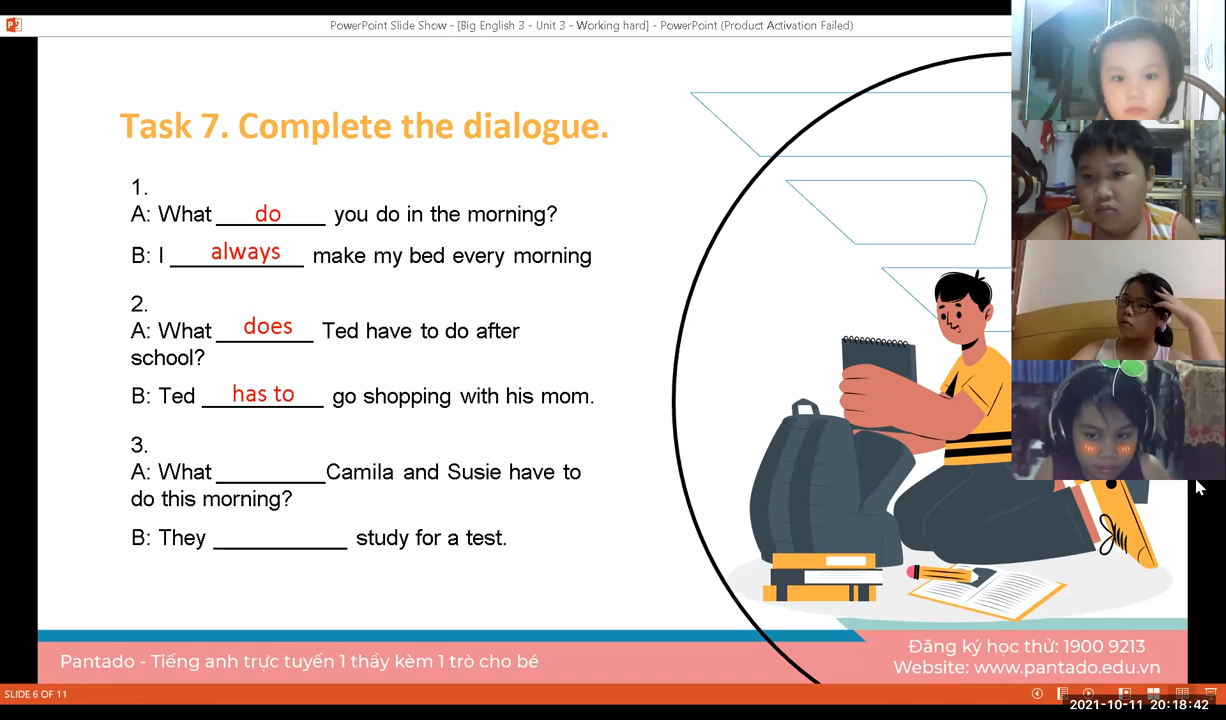 PowerPoint Slide Show - [Big English 3 - Unit 3 - Working hard] - PowerPoint (Product Activation Failed)
Task 7. Complete the dialogue.
1.
A: What do you do in the morning?
B: I always make my bed every morning
2.
A: What does Ted have to do after
school?
B: Ted has to go shopping with his mom.
3.
A: What ___________Camila and Susie have to
do this morning?
B: They ____________ study for a test.
Pantado - Tiếng anh trực tuyến 1 thầy kèm 1 trò cho bé
Đăng ký học thử: 1900 9213
Website: www.pantado.edu.vn
SLIDE 6 OF 11
2021-10-11 20:18:42